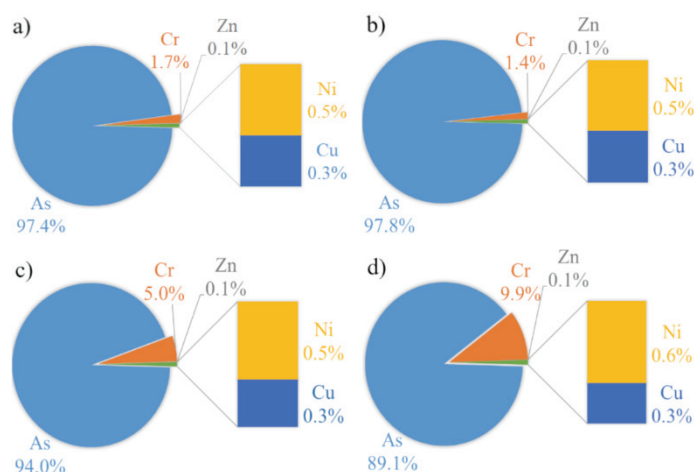 a)
Cr
1.7%
Zn
0.1%
Ni
0.5%
Cu
0.3%
As
97.4%
b)
Cr
1.4%
Zn
0.1%
Ni
0.5%
Cu
0.3%
As
97.8%
c)
Cr
5.0%
Zn
0.1%
Ni
0.5%
Cu
0.3%
As
94.0%
d)
Cr
9.9%
Zn
0.1%
Ni
0.6%
Cu
0.3%
As
89.1%